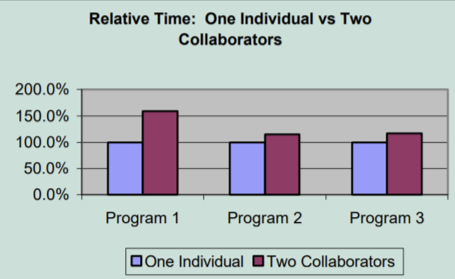 Relative Time:  One Individual vs Two
Collaborators
200.0%
150.0%
100.0%
50.0%
0.0%
Program 1 Program 2 Program 3
One Individual Two Collaborators